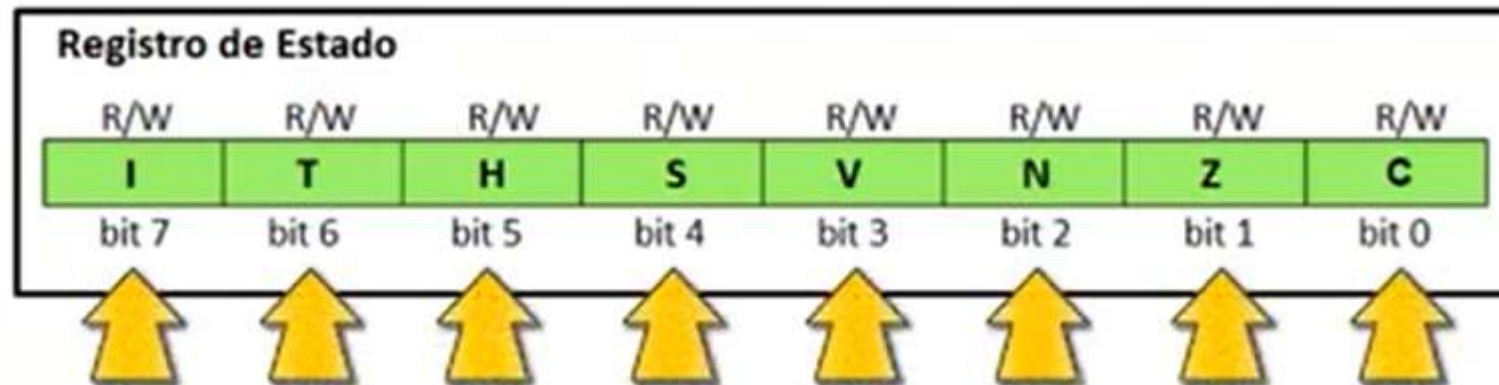 Registro de Estado
R/W R/W R/W R/W R/W R/W R/W R/W
I T H S V N Z C
bit 7 bit 6 bit 5 bit 4 bit 3 bit 2 bit 1 bit 0